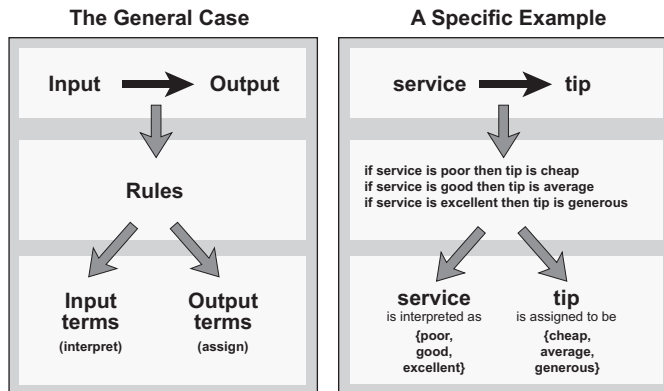 The General Case
Input Output
Rules
Input terms
Output terms
(interpret)
(assign)
A Specific Example
service tip
if service is poor then tip is cheap
if service is good then tip is average
if service is excellent then tip is generous
service
is interpreted as
{poor,
good,
excellent}
tip
is assigned to be
{cheap,
average,
generous}